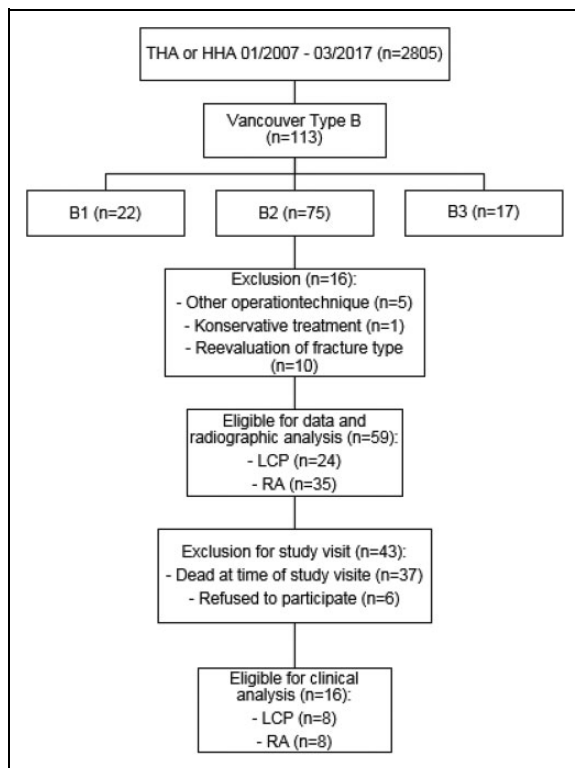 THA or HHA 01/2007 - 03/2017 (n=2805)
Vancouver Type B
(n=113)
B1 (n=22)
B2 (n=75)
B3 (n=17)
Exclusion (n=16):
- Other operationtechnique (n=5)
- Konservative treatment (n=1)
- Reevaluation of fracture type
(n=10)
Eligible for data and
radiographic analysis (n=59):
- LCP (n=24)
- RA (n=35)
Exclusion for study visit (n=43):
- Dead at time of study visite (n=37)
- Refused to participate (n=6)
Eligible for clinical
analysis (n=16):
- LCP (n=8)
- RA (n=8)